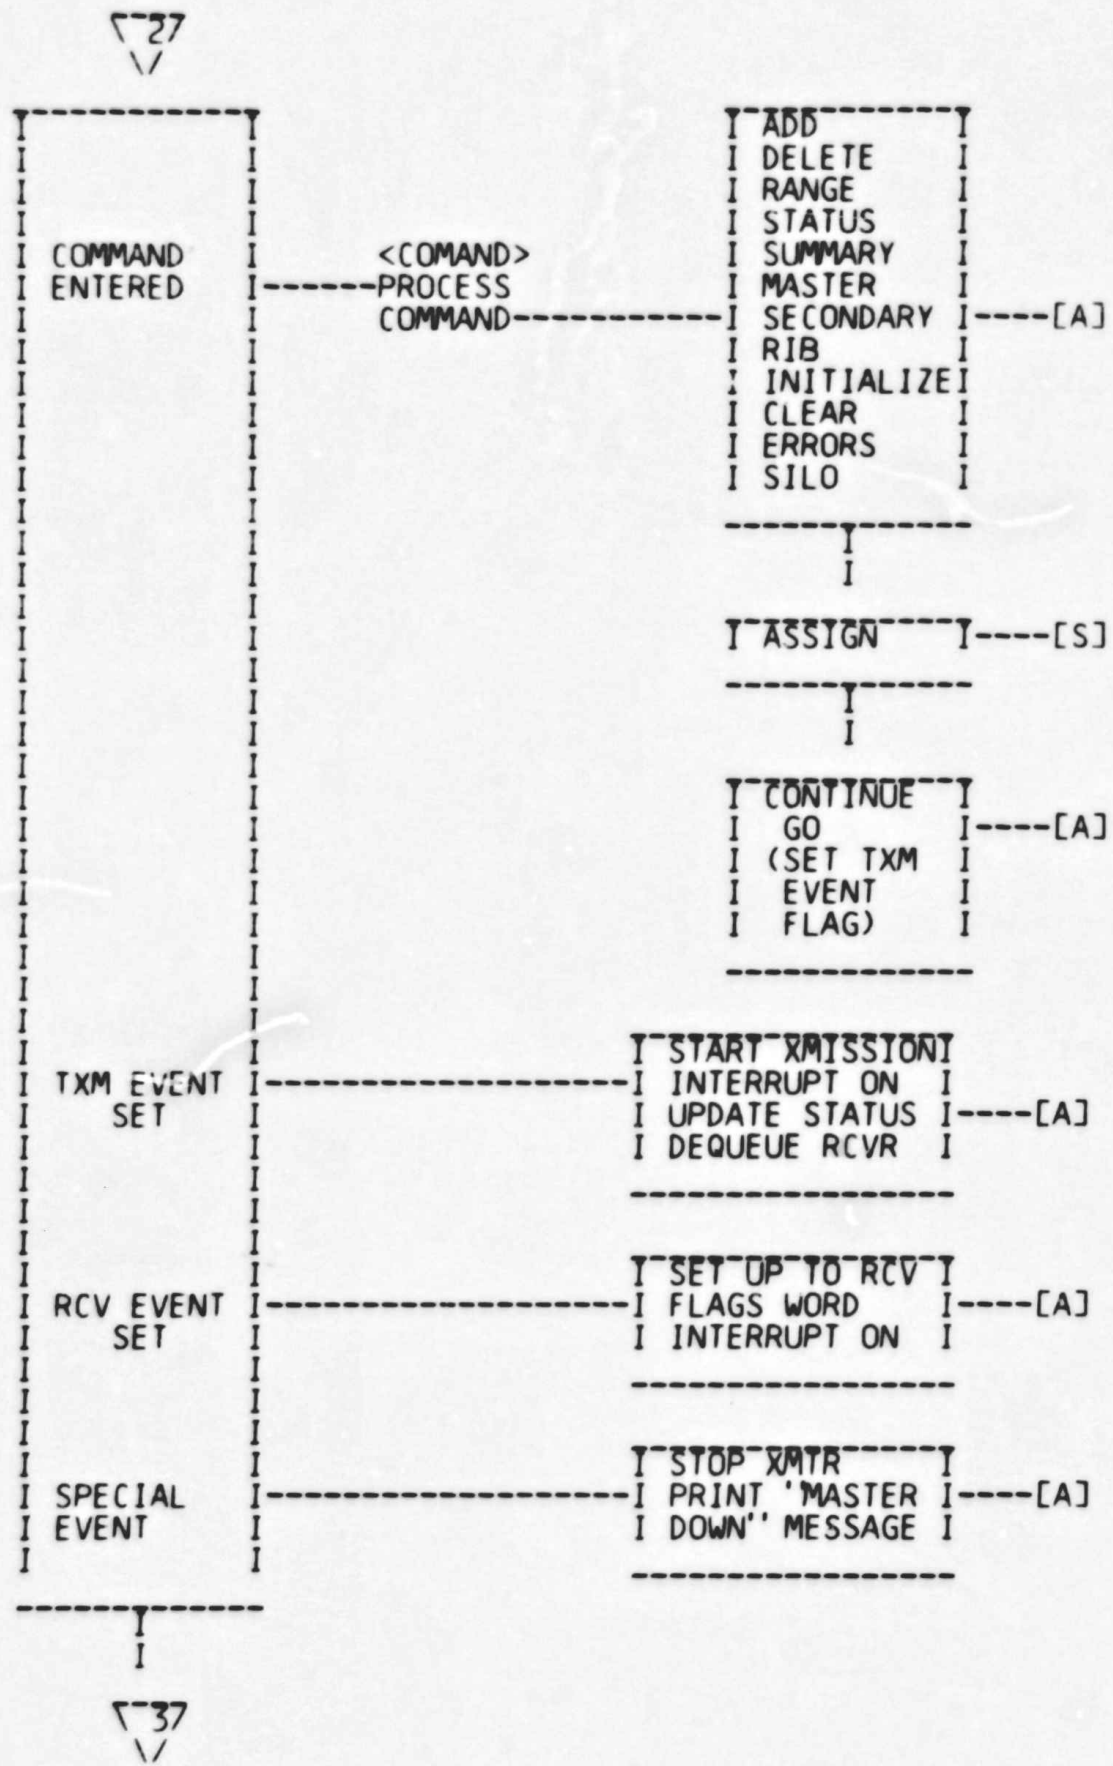 2
COMMAND
ENTERED
<COMAND>
PROCESS
COMMAND
ADD
DELETE
RANGE
STATUS
SUMMARY
MASTER
SECONDARY
RIB
INITIALIZE
CLEAR
ERRORS
SILO
[A]
ASSIGN
[S]
CONTINUE
GO
(SET TXM
EVENT
FLAG)
[A]
TXM EVENT
SET
START XMISSION
INTERRUPT ON
UPDATE STATUS
DEQUEUE RCVR
[A]
RCV EVENT
SET
SET UP TO RCV
FLAGS WORD
INTERRUPT ON
[A]
SPECIAL
EVENT
STOP XMTR
PRINT ''MASTER
DOWN'' MESSAGE
[A]
3